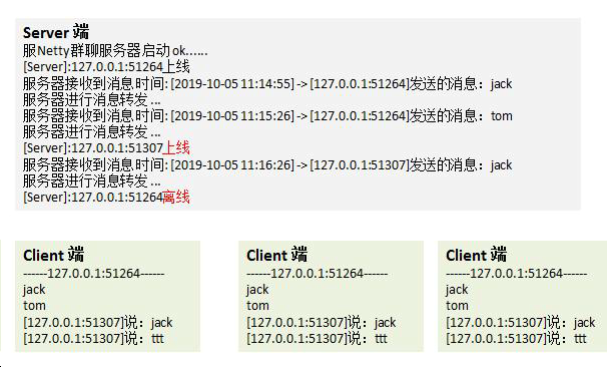 Server 端
服Netty群聊服务器启动 ok......
[Server]:127.0.0.1:51264上线
服务器接收到消息时间: [2019-10-05 11:14:55] -> [127.0.0.1:51264]发送的消息：jack
服务器进行消息转发 ...
服务器接收到消息时间: [2019-10-05 11:15:26] -> [127.0.0.1:51264]发送的消息：tom
服务器进行消息转发 ...
[Server]:127.0.0.1:51307上线
服务器接收到消息时间: [2019-10-05 11:16:26] -> [127.0.0.1:51307]发送的消息：jack
服务器进行消息转发 ...
[Server]:127.0.0.1:51264离线
Client 端
------127.0.0.1:51264------
jack
tom
[127.0.0.1:51307]说：jack
[127.0.0.1:51307]说：ttt
Client 端
------127.0.0.1:51264------
jack
tom
[127.0.0.1:51307]说：jack
[127.0.0.1:51307]说：ttt
Client 端
------127.0.0.1:51264------
jack
tom
[127.0.0.1:51307]说：jack
[127.0.0.1:51307]说：ttt